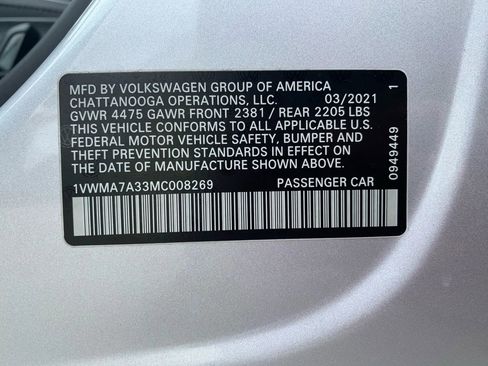 MFD BY VOLKSWAGEN GROUP OF AMERICA
CHATTANOOGA OPERATIONS, LLC. 03/2021
GVWR 4475 GAWR FRONT 2381 / REAR 2205 LBS
THIS VEHICLE CONFORMS TO ALL APPLICABLE U.S.
FEDERAL MOTOR VEHICLE SAFETY, BUMPER AND
THEFT PREVENTION STANDARDS IN EFFECT ON
THE DATE OF MANUFACTURE SHOWN ABOVE.
1VWMA7A33MC008269 PASSENGER CAR
0949449 1